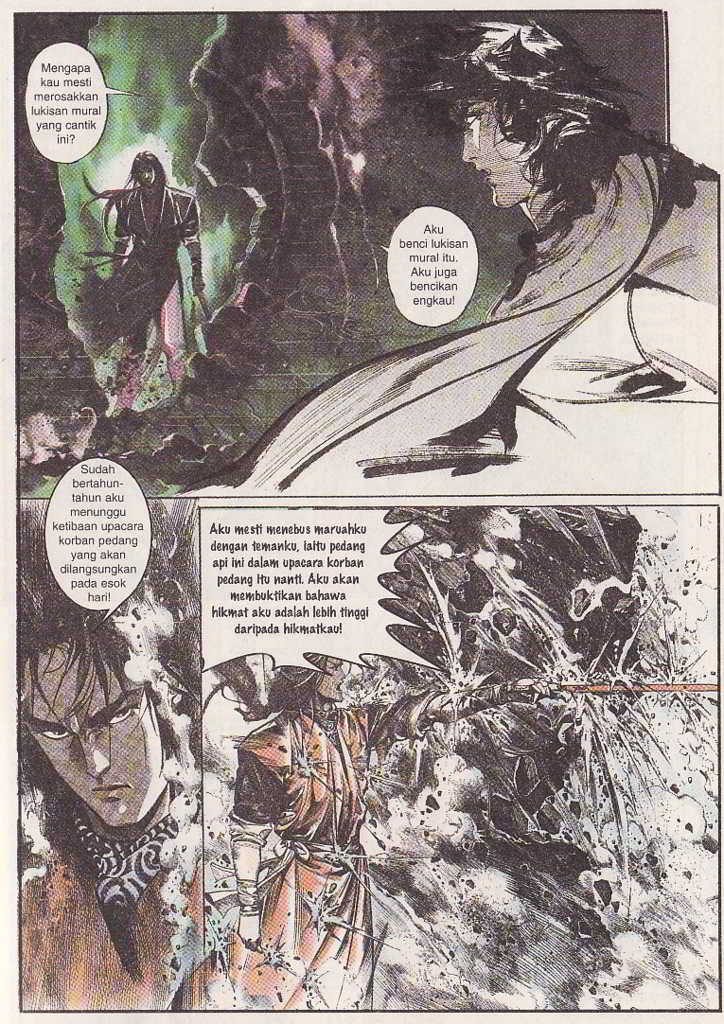 Mengapa
kau mesti
merosakkan
lukisan mural
yang cantik
ini?
Aku
benci lukisan
mural itu.
Aku juga
bencikan
engkau!
Sudah
bertahun-
tahun aku
menunggu
ketibaan upacara
korban pedang
yang akan
dilangsungkan
pada esok
hari!
Aku mesti menebus maruahku
dengan temanku, iaitu pedang
api ini dalam upacara korban
pedang itu nanti. Aku akan
membuktikan bahawa
hikmat aku adalah lebih tinggi
daripada hikmatkau!